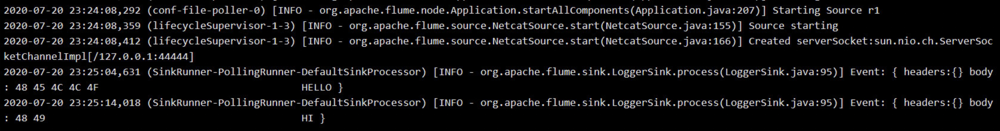 2020-07-20 23:24:08,292 (conf-file-poller-0) [INFO - org.apache.flume.node.Application.startAllComponents(Application.java:207)] Starting Source r1
2020-07-20 23:24:08,359 (lifecycleSupervisor-1-3) [INFO - org.apache.flume.source.NetcatSource.start(NetcatSource.java:155)] Source starting
2020-07-20 23:24:08,412 (lifecycleSupervisor-1-3) [INFO - org.apache.flume.source.NetcatSource.start(NetcatSource.java:166)] Created serverSocket:sun.nio.ch.ServerSoc
ketChannelImpl[/127.0.0.1:44444]
2020-07-20 23:25:04,631 (SinkRunner-PollingRunner-DefaultSinkProcessor) [INFO - org.apache.flume.sink.LoggerSink.process(LoggerSink.java:95)] Event: { headers:{} body
: 48 45 4C 4C 4F                                  HELLO }
2020-07-20 23:25:14,018 (SinkRunner-PollingRunner-DefaultSinkProcessor) [INFO - org.apache.flume.sink.LoggerSink.process(LoggerSink.java:95)] Event: { headers:{} body
: 48 49                                           HI }